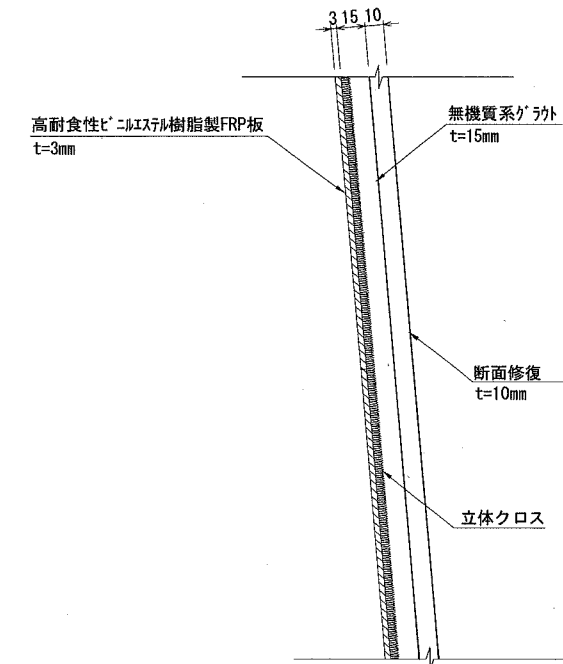 3 15 10
高耐食性ﾋﾞﾆﾙｴｽﾃﾙ樹脂製FRP板
t=3mm
無機質系ｸﾞﾗｳﾄ
t=15mm
断面修復
t=10mm
立体クロス